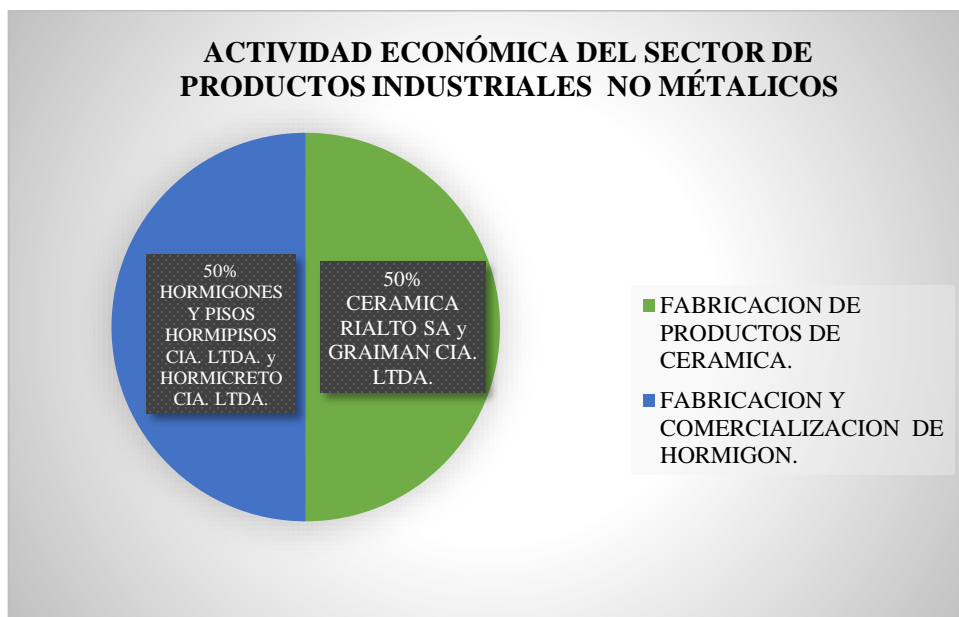 ACTIVIDAD ECONÓMICA DEL SECTOR DE
PRODUCTOS INDUSTRIALES NO MÉTALICOS
50%
HORMIGONES
Y PISOS
HORMIPISOS
CIA. LTDA. y
HORMICRETO
CIA. LTDA.
50%
CERAMICA
RIALTO SA y
GRAIMAN CIA.
LTDA.
FABRICACION DE
PRODUCTOS DE
CERAMICA.
FABRICACION Y
COMERCIALIZACION DE
HORMIGON.